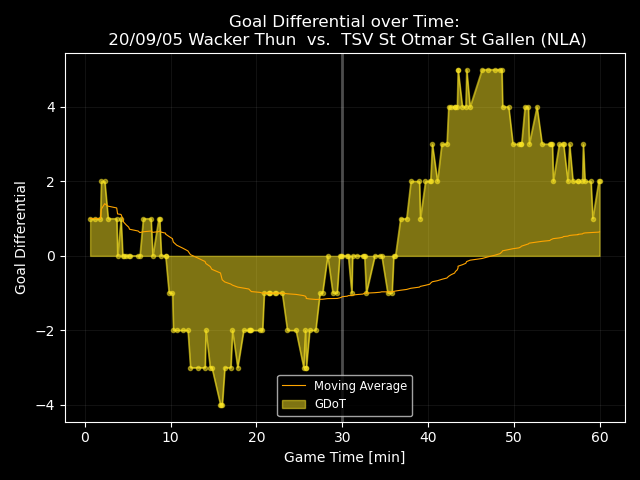 Goal Differential over Time:
20/09/05 Wacker Thun  vs.  TSV St Otmar St Gallen (NLA)
Goal Differential
4
2
0
−2
−4
Moving Average
GDoT
0 10 20 30 40 50 60
Game Time [min]